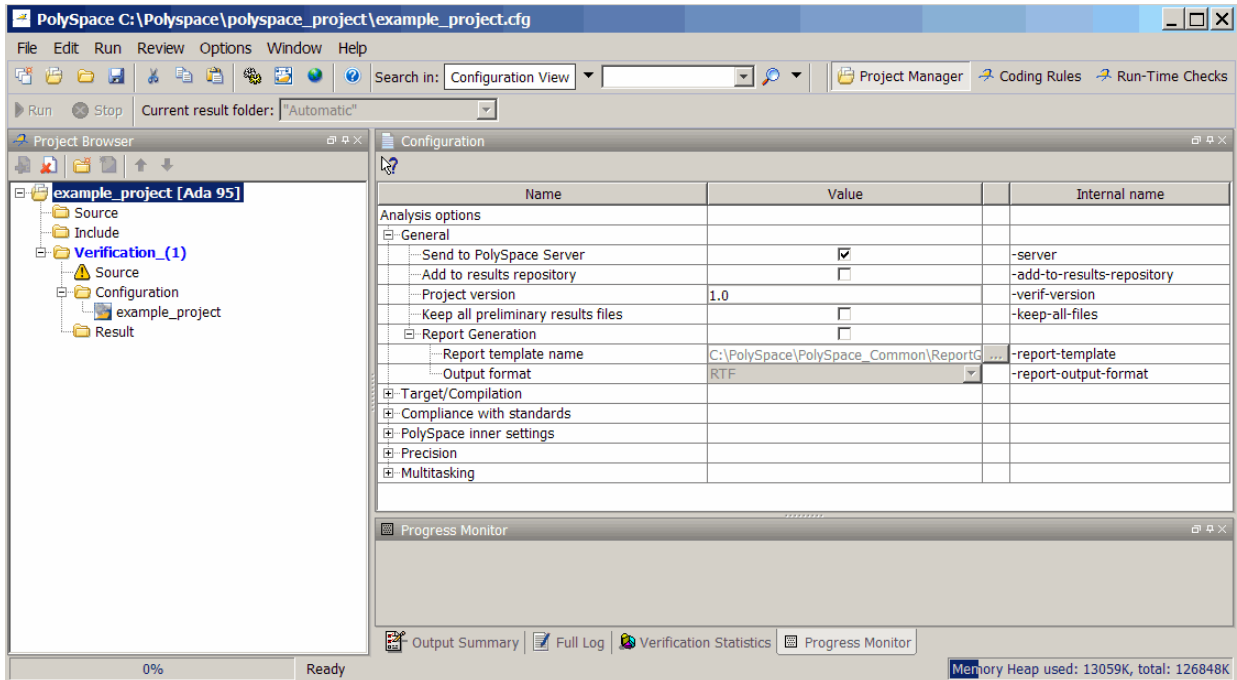 PolySpace C:\Polyspace\polyspace_project\example_project.cfg
File Edit Run Review Options Window Help
Search in: Configuration View Project Manager Coding Rules Run-Time Checks
Run Stop Current result folder: "Automatic"
Project Browser
example_project [Ada 95]
Source
Include
Verification_(1)
Source
Configuration
example_project
Result
Configuration
Name Value Internal name
Analysis options
General
Send to PolySpace Server -server
Add to results repository -add-to-results-repository
Project version 1.0 -verif-version
Keep all preliminary results files -keep-all-files
Report Generation
Report template name C:\PolySpace\PolySpace_Common\ReportG ... -report-template
Output format RTF -report-output-format
Target/Compilation
Compliance with standards
PolySpace inner settings
Precision
Multitasking
Progress Monitor
Output Summary Full Log Verification Statistics Progress Monitor
0% Ready Memory Heap used: 13059K, total: 126848K